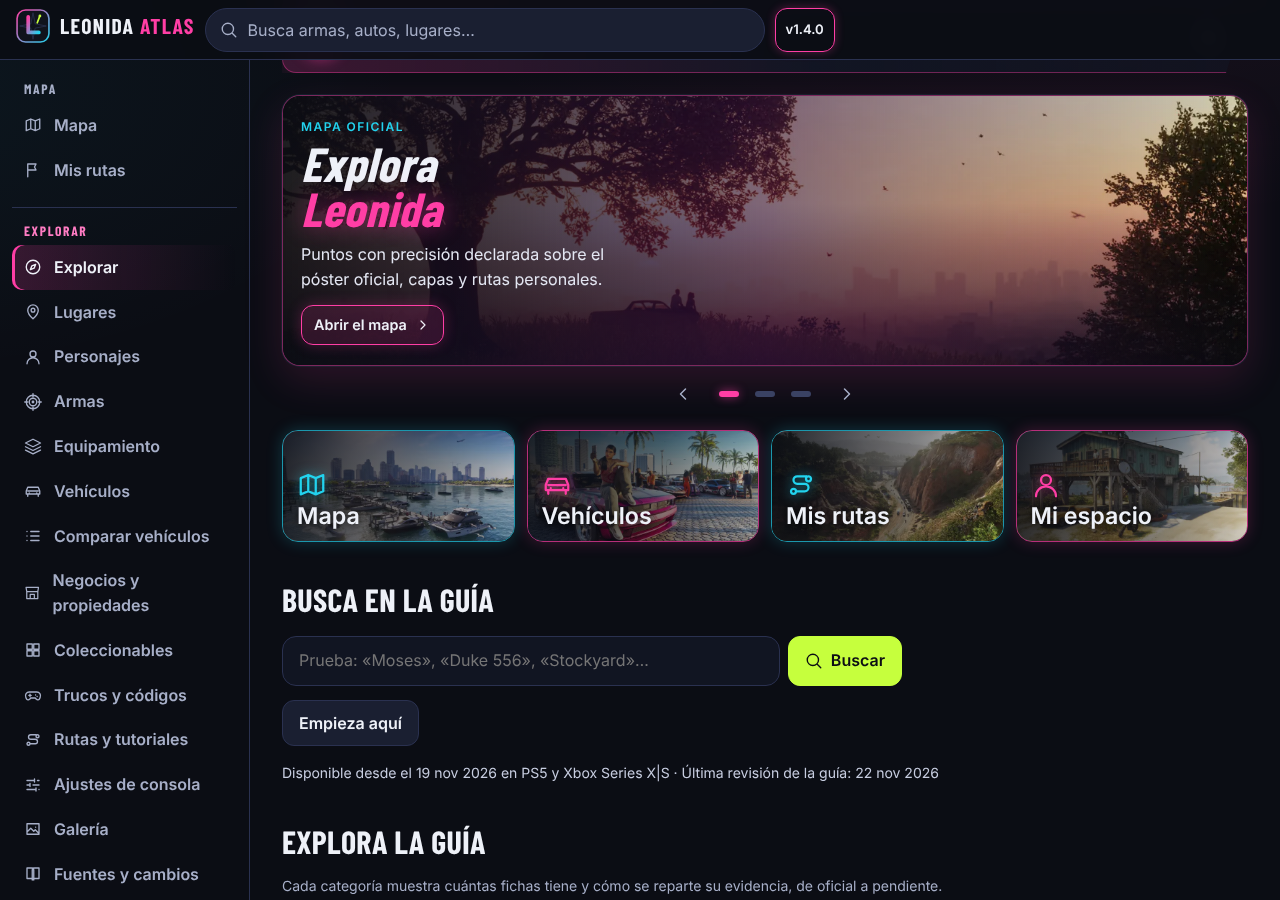 LEONIDA ATLAS
Busca armas, autos, lugares...
v1.4.0
MAPA
Mapa
Mis rutas
EXPLORAR
Explorar
Lugares
Personajes
Armas
Equipamiento
Vehículos
Comparar vehículos
Negocios y
propiedades
Coleccionables
Trucos y códigos
Rutas y tutoriales
Ajustes de consola
Galería
Fuentes y cambios
MAPA OFICIAL
Explora
Leonida
Puntos con precisión declarada sobre el
póster oficial, capas y rutas personales.
Abrir el mapa
Mapa
Vehículos
Mis rutas
Mi espacio
BUSCA EN LA GUÍA
Prueba: «Moses», «Duke 556», «Stockyard»...
Buscar
Empieza aquí
Disponible desde el 19 nov 2026 en PS5 y Xbox Series X|S · Última revisión de la guía: 22 nov 2026
EXPLORA LA GUÍA
Cada categoría muestra cuántas fichas tiene y cómo se reparte su evidencia, de oficial a pendiente.